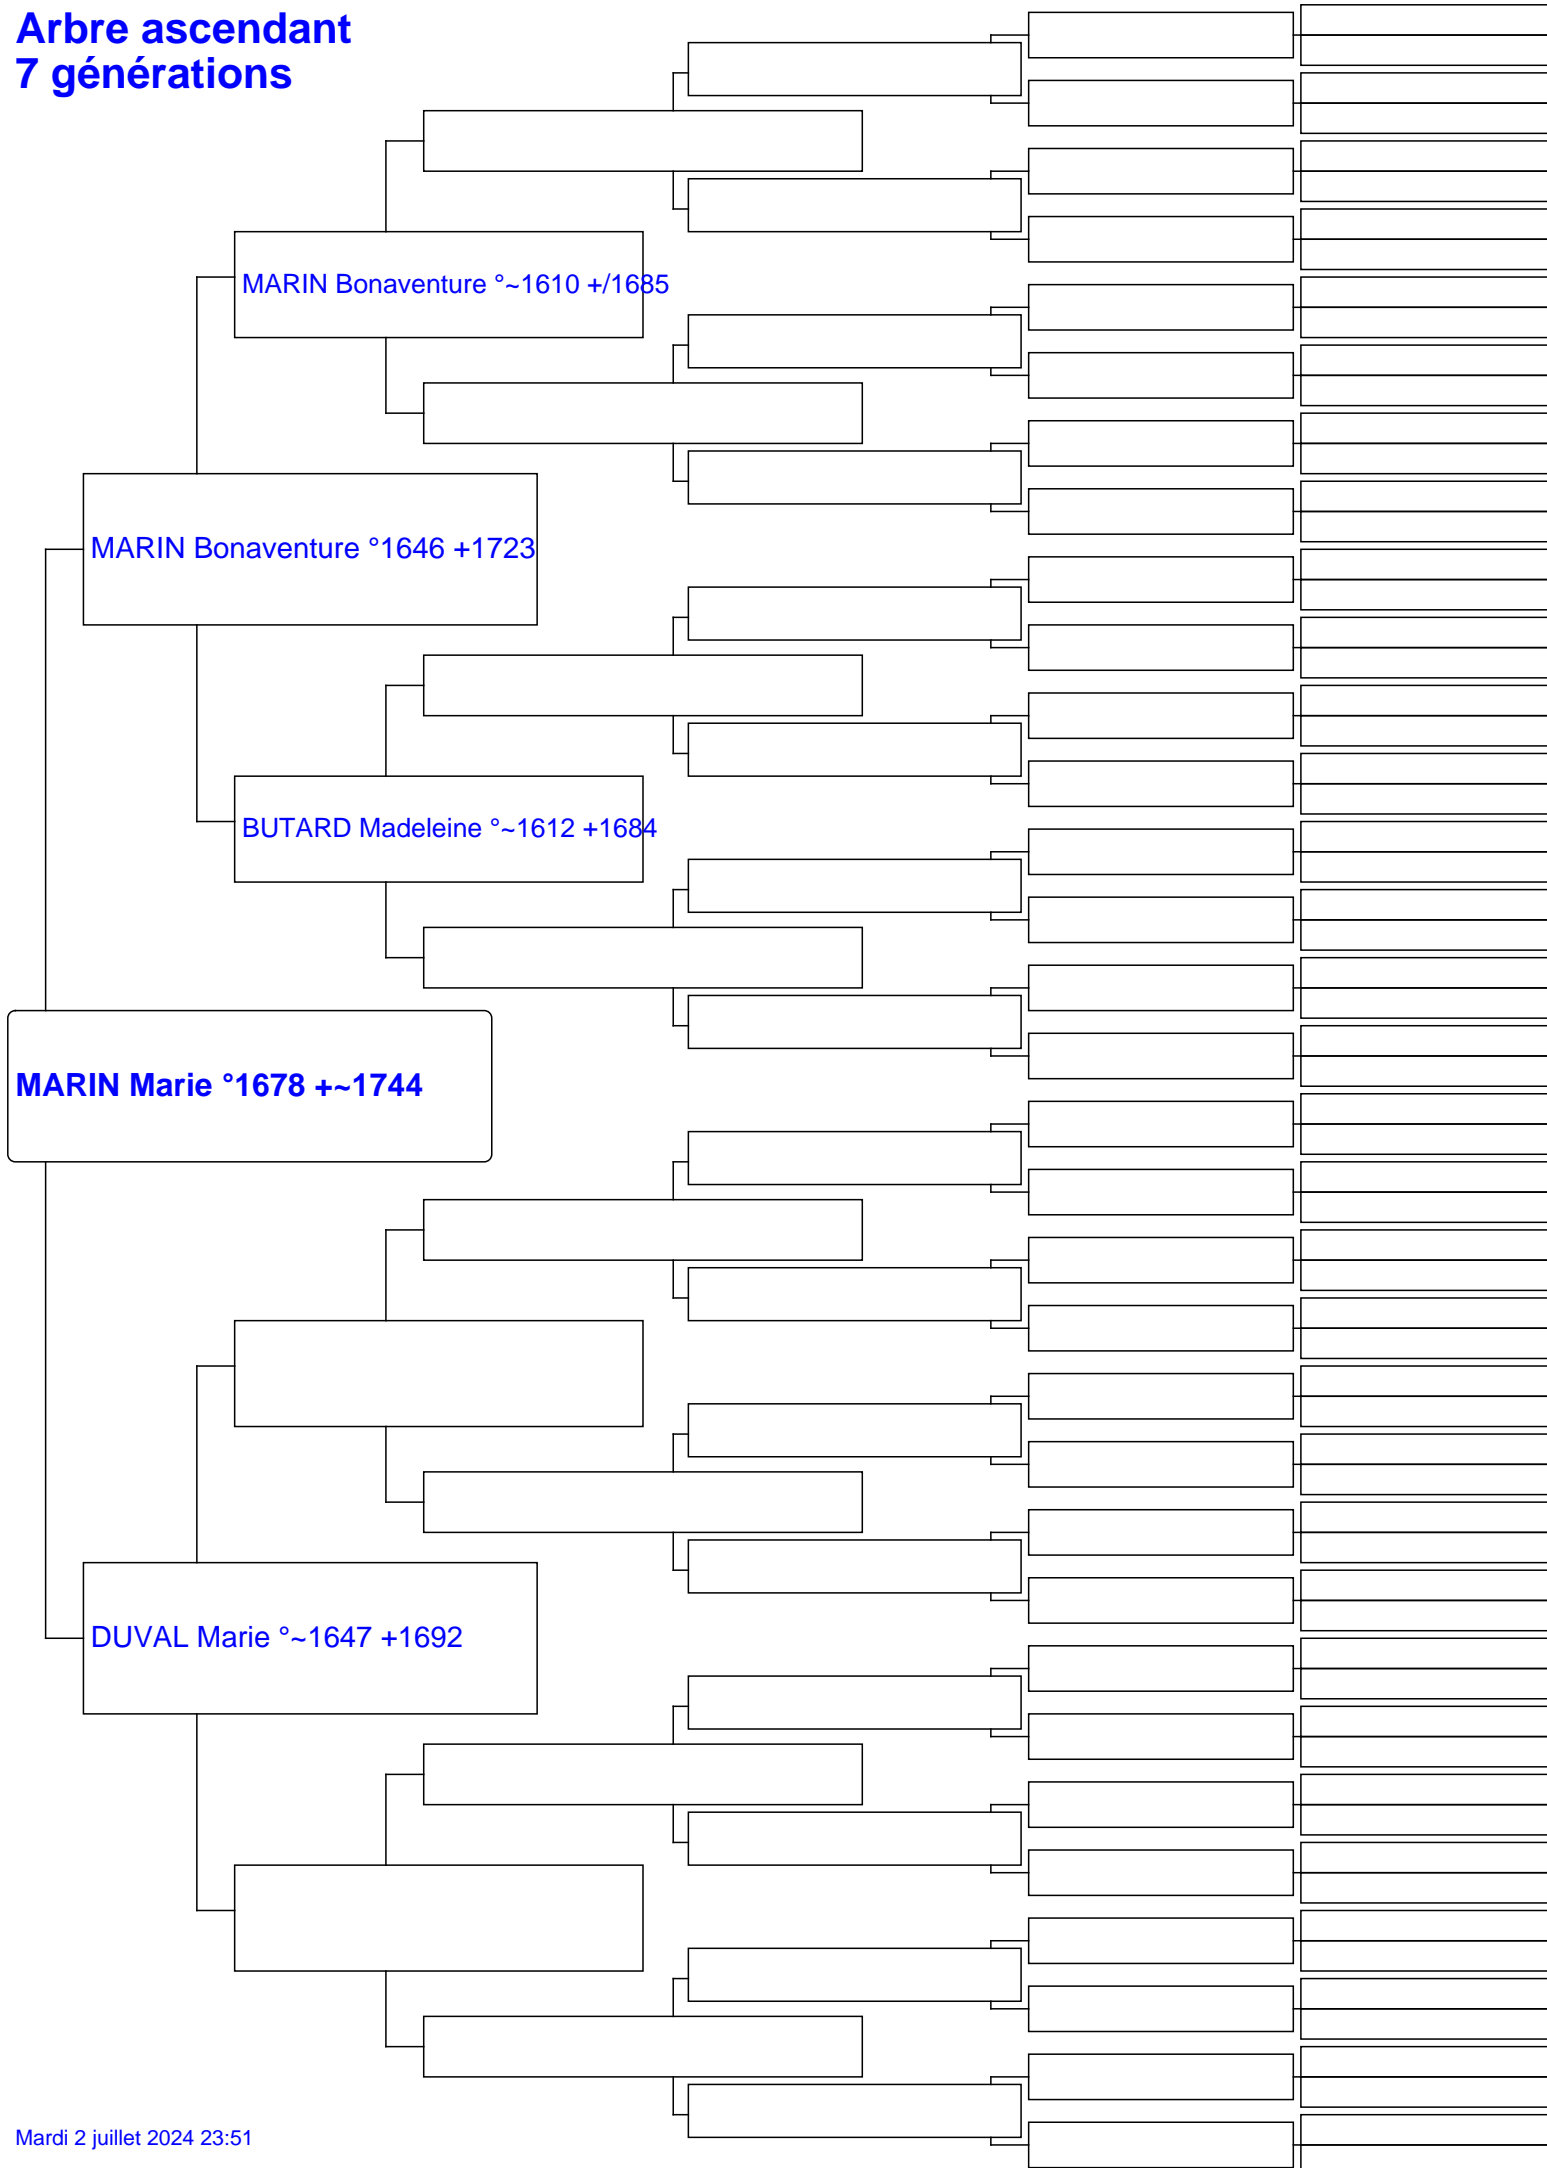 Arbre ascendant
7 générations
MARIN Bonaventure °~1610 +/1685
MARIN Bonaventure °1646 +1723
BUTARD Madeleine °~1612 +1684
MARIN Marie °1678 +~1744
DUVAL Marie °~1647 +1692
Mardi 2 juillet 2024 23:51